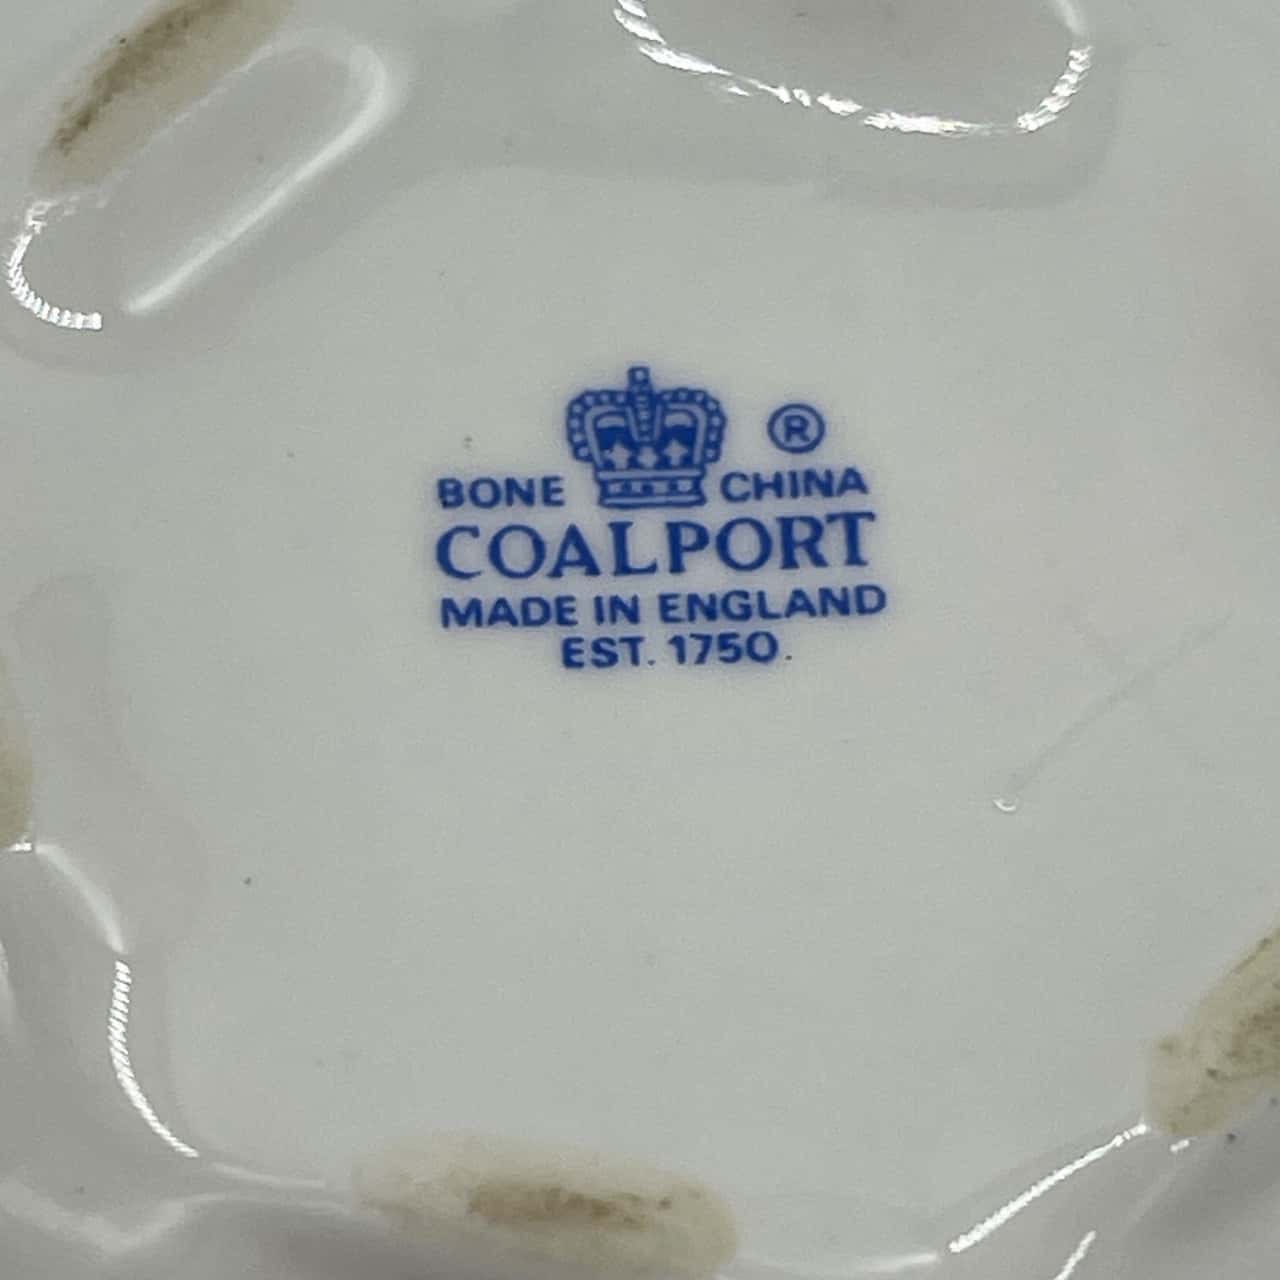 ®
BONE CHINA
COALPORT
MADE IN ENGLAND
EST. 1750.